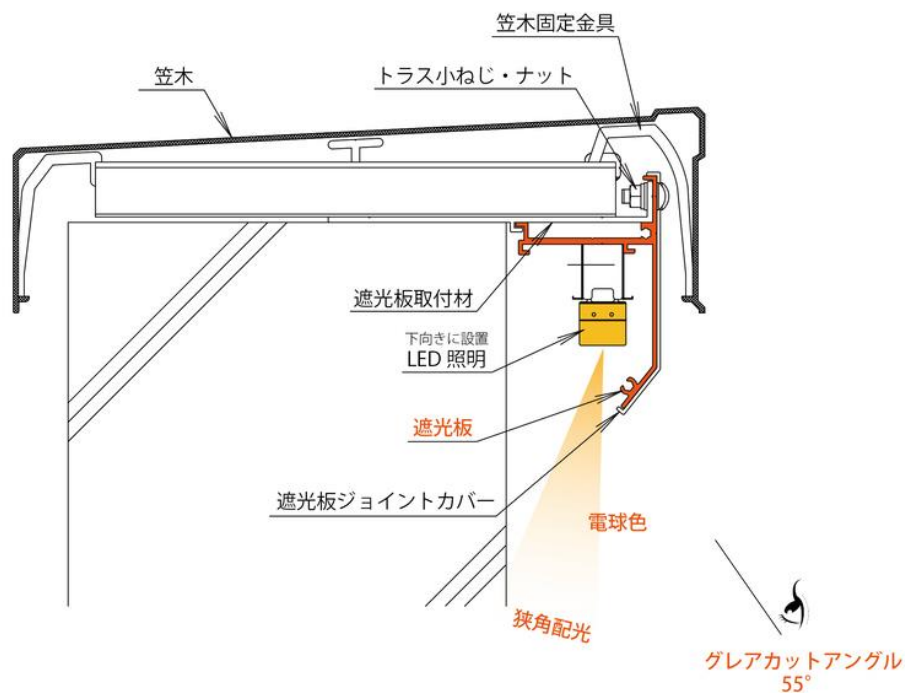 笠木固定金具
トラス小ねじ・ナット
笠木
遮光板取付材
下向きに設置
LED 照明
遮光板
遮光板ジョイントカバー
電球色
狭角配光
グレアカットアングル
55°